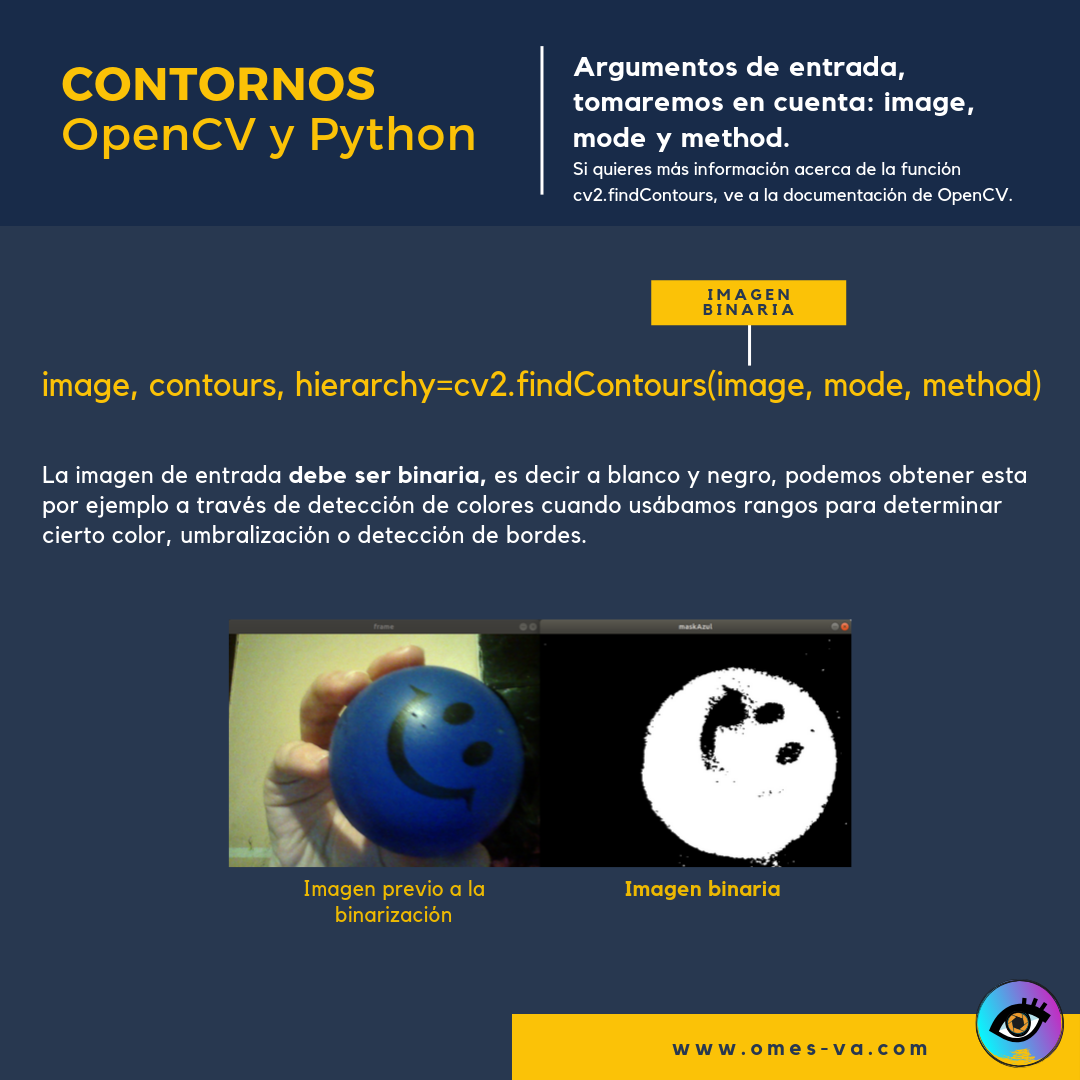 CONTORNOS
OpenCV y Python
Argumentos de entrada,
tomaremos en cuenta: image,
mode y method.
Si quieres más información acerca de la función
cv2.findContours, ve a la documentación de OpenCV.
IMAGEN
BINARIA
image, contours, hierarchy=cv2.findContours(image, mode, method)
La imagen de entrada debe ser binaria, es decir a blanco y negro, podemos obtener esta
por ejemplo a través de detección de colores cuando usábamos rangos para determinar
cierto color, umbralización o detección de bordes.
frame
maskAzul
Imagen previo a la
binarización
Imagen binaria
www.omes-va.com